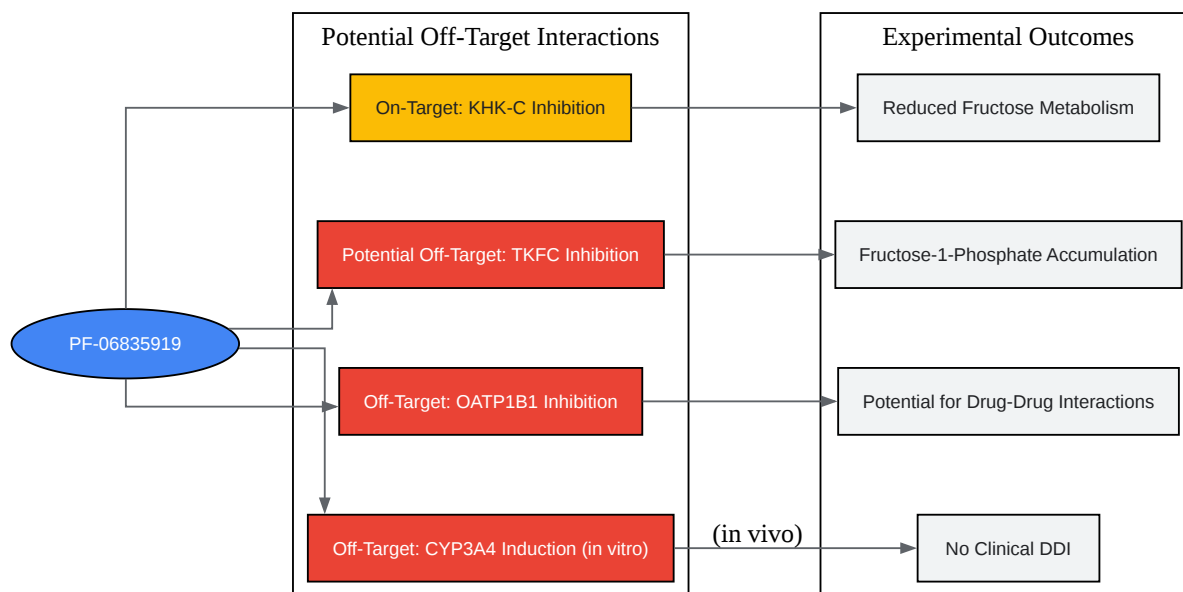 Potential Off-Target Interactions
Experimental Outcomes
On-Target: KHK-C Inhibition
Reduced Fructose Metabolism
Potential Off-Target: TKFC Inhibition
Fructose-1-Phosphate Accumulation
PF-06835919
Off-Target: OATP1B1 Inhibition
Potential for Drug-Drug Interactions
Off-Target: CYP3A4 Induction (in vitro)
(in vivo)
No Clinical DDI